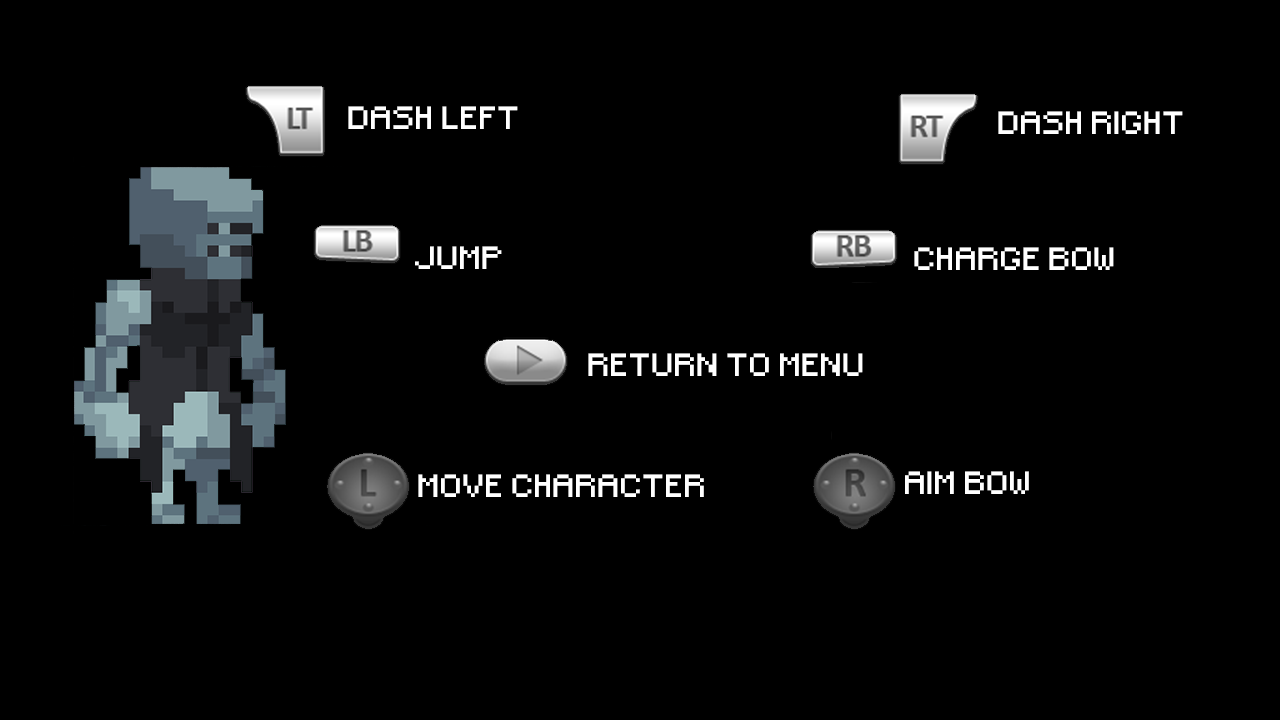 LT DASH LEFT
RT DASH RIGHT
LB JUMP
RB CHARGE BOW
RETURN TO MENU
L MOVE CHARACTER
R AIM BOW